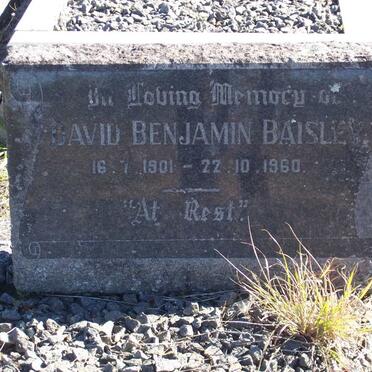 In Loving Memory of
DAVID BENJAMIN BAISLEY
16.7.1901 - 22.10.1960.
"At Rest."